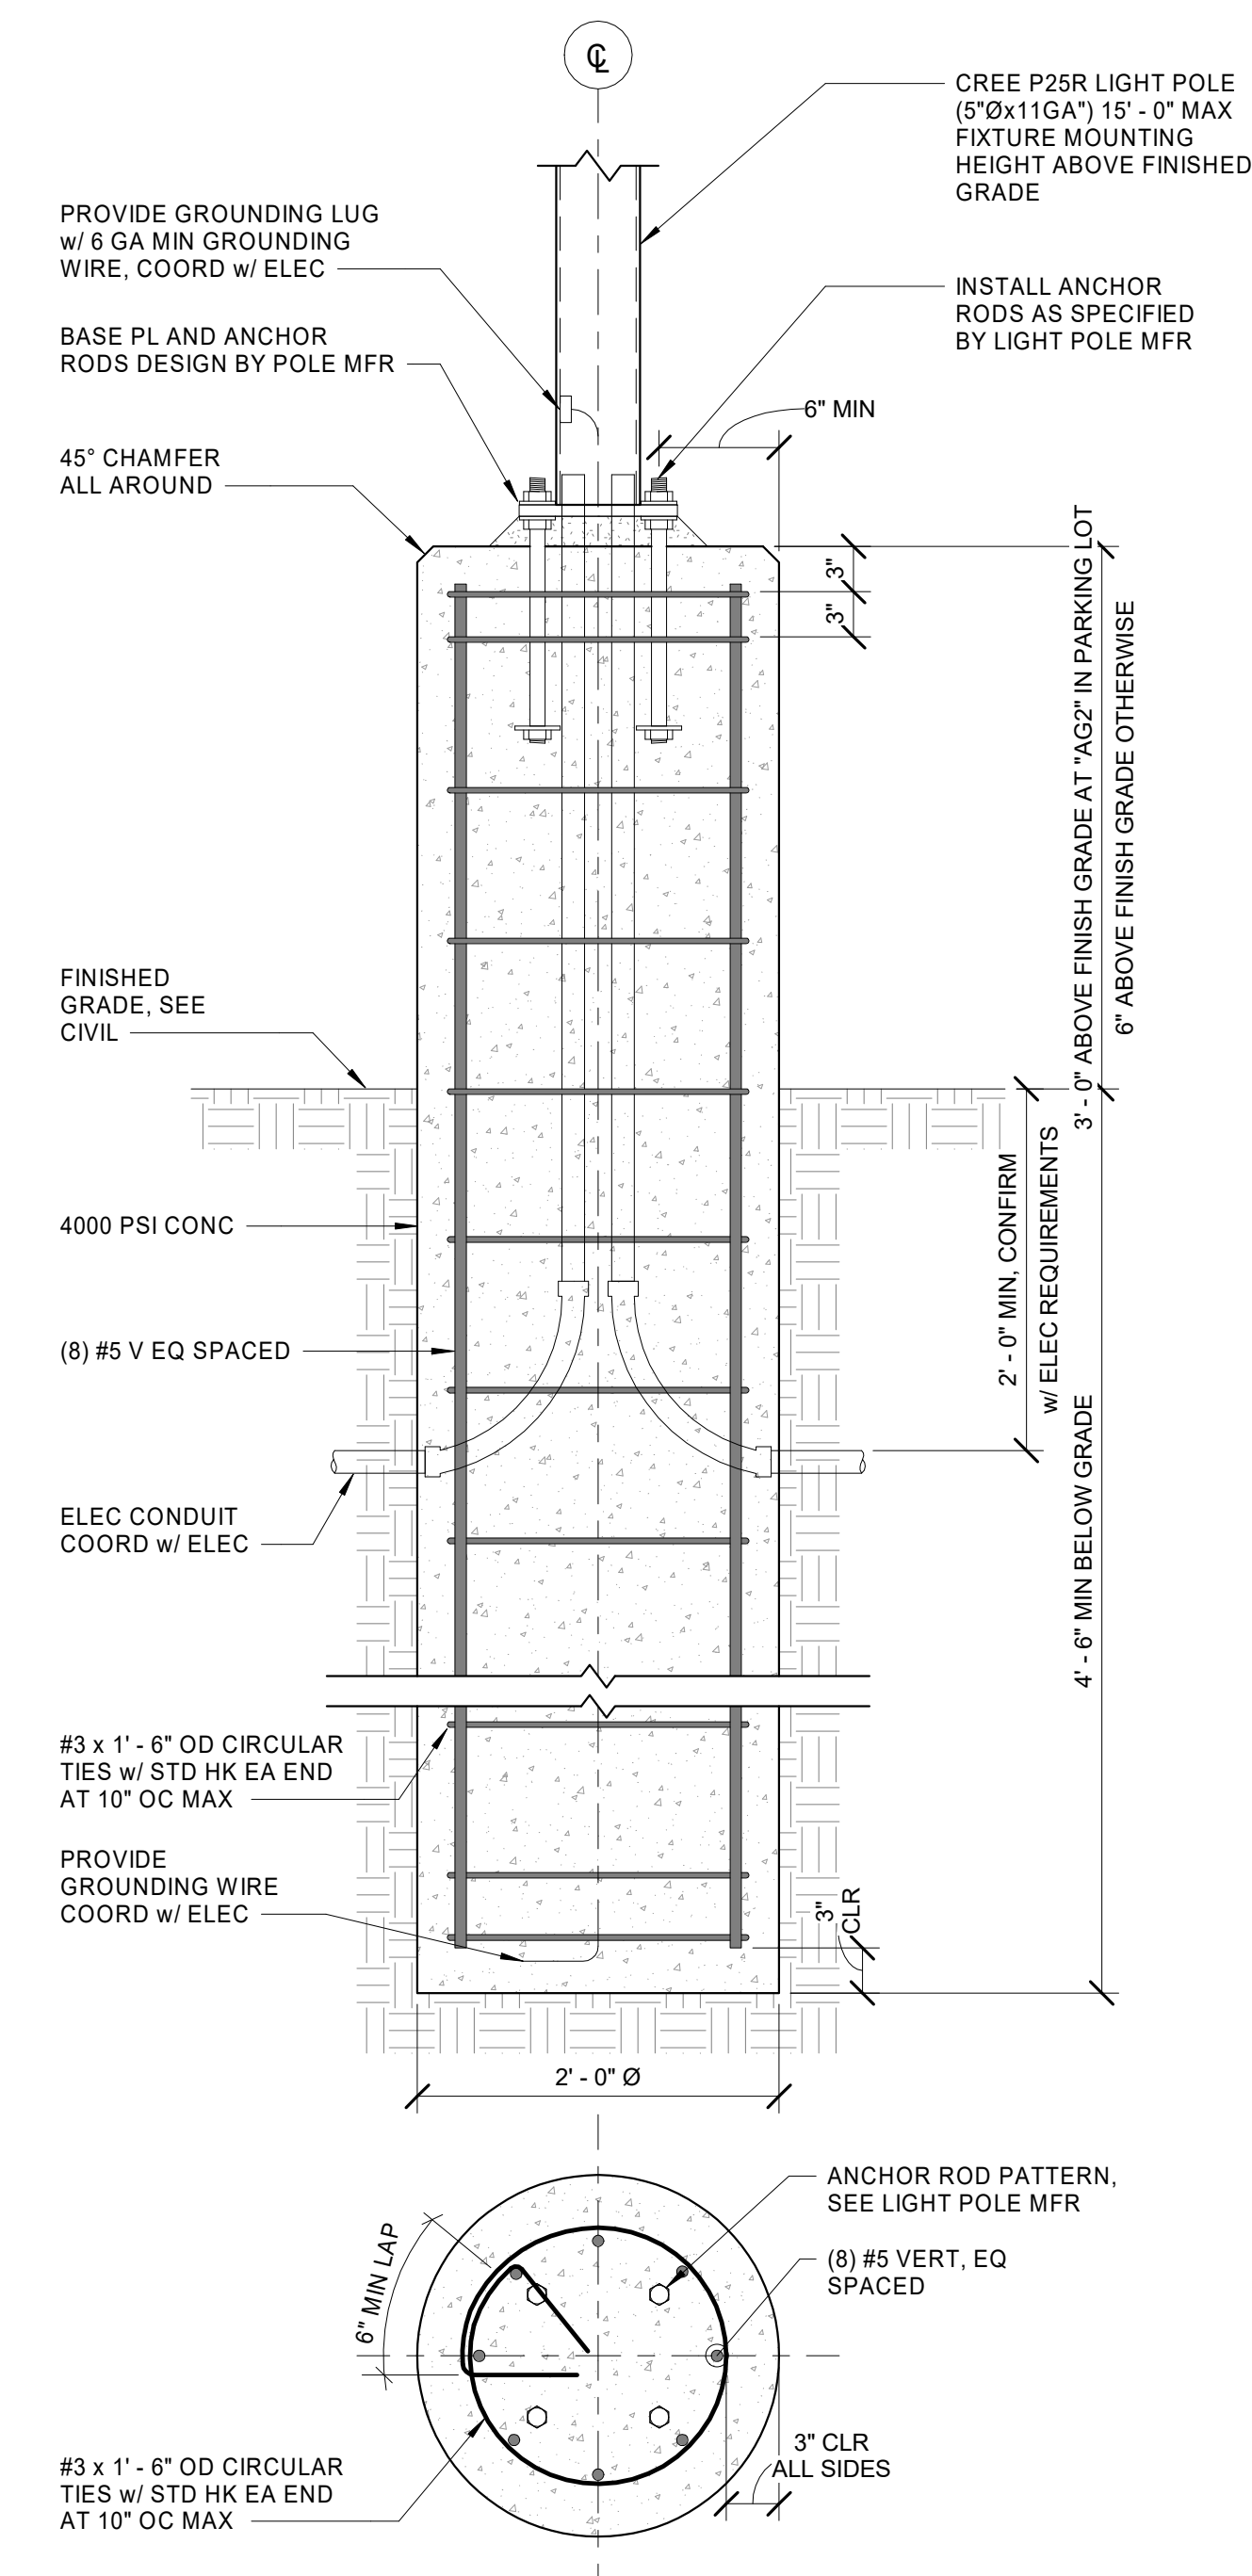 ℄
CREE P25R LIGHT POLE
(5"Øx11GA") 15' - 0" MAX
FIXTURE MOUNTING
HEIGHT ABOVE FINISHED
GRADE
PROVIDE GROUNDING LUG
w/ 6 GA MIN GROUNDING
WIRE, COORD w/ ELEC
INSTALL ANCHOR
RODS AS SPECIFIED
BY LIGHT POLE MFR
BASE PL AND ANCHOR
RODS DESIGN BY POLE MFR
6" MIN
45° CHAMFER
ALL AROUND
3"
3"
3' - 0" ABOVE FINISH GRADE AT "AG2" IN PARKING LOT
6" ABOVE FINISH GRADE OTHERWISE
FINISHED
GRADE, SEE
CIVIL
2' - 0" MIN, CONFIRM
w/ ELEC REQUIREMENTS
4000 PSI CONC
(8) #5 V EQ SPACED
4' - 6" MIN BELOW GRADE
ELEC CONDUIT
COORD w/ ELEC
#3 x 1' - 6" OD CIRCULAR
TIES w/ STD HK EA END
AT 10" OC MAX
PROVIDE
GROUNDING WIRE
COORD w/ ELEC
3"
CLR
2' - 0" Ø
ANCHOR ROD PATTERN,
SEE LIGHT POLE MFR
(8) #5 VERT, EQ
SPACED
6" MIN LAP
3" CLR
ALL SIDES
#3 x 1' - 6" OD CIRCULAR
TIES w/ STD HK EA END
AT 10" OC MAX